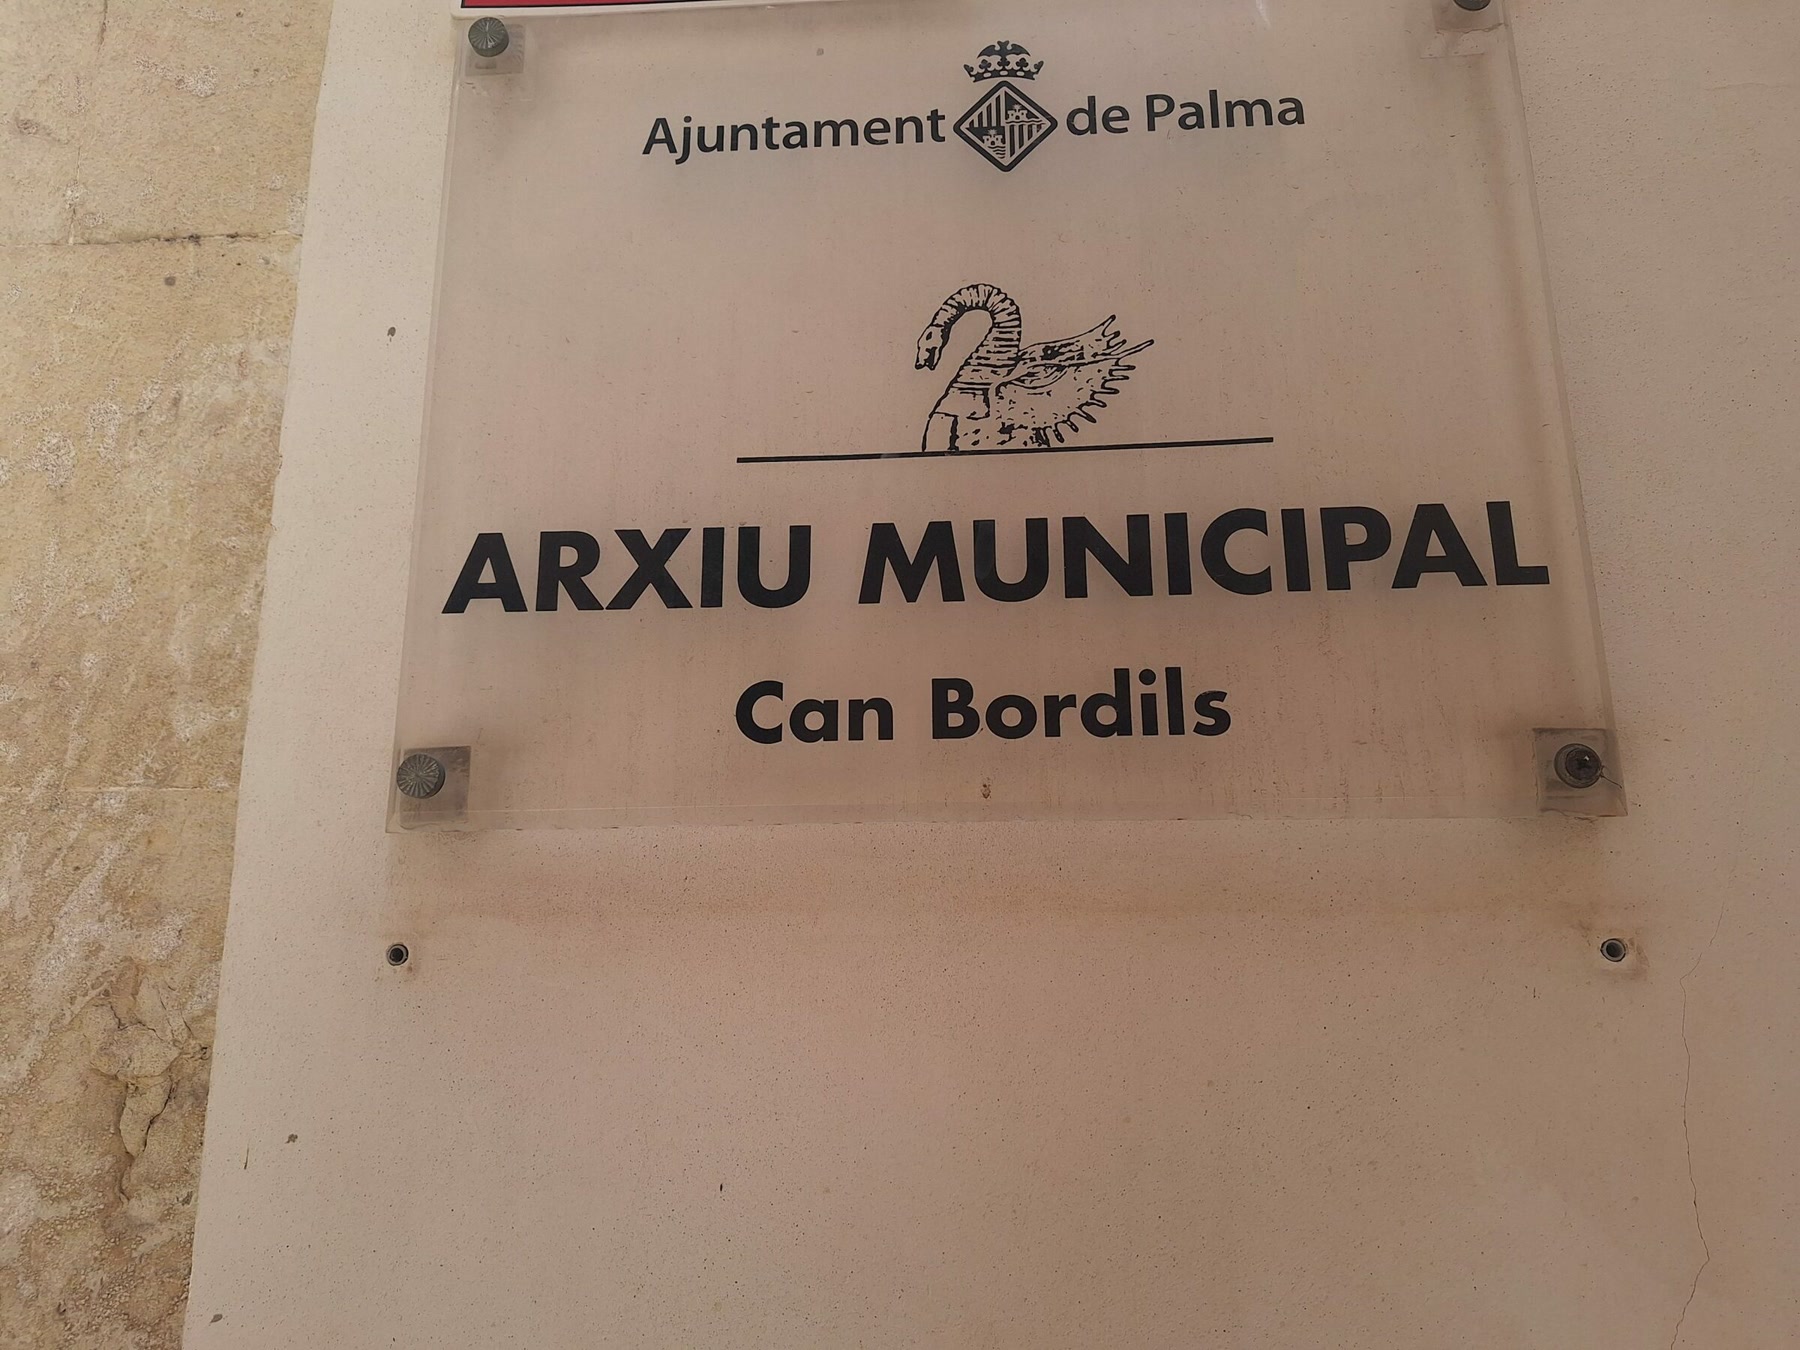 Ajuntament de Palma
ARXIU MUNICIPAL
Can Bordils